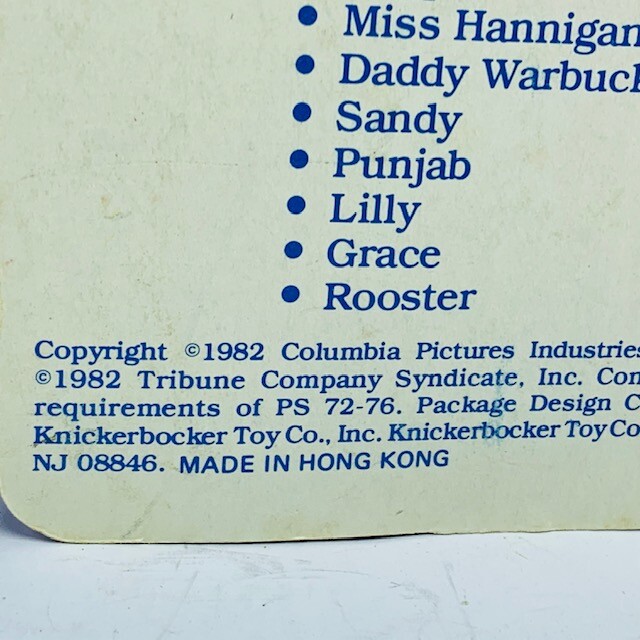 • Miss Hannigan
• Daddy Warbuck
• Sandy
• Punjab
• Lilly
• Grace
• Rooster
Copyright ©1982 Columbia Pictures Industries
©1982 Tribune Company Syndicate, Inc. Con
requirements of PS 72-76. Package Design C
Knickerbocker Toy Co., Inc. Knickerbocker Toy Co
NJ 08846. MADE IN HONG KONG